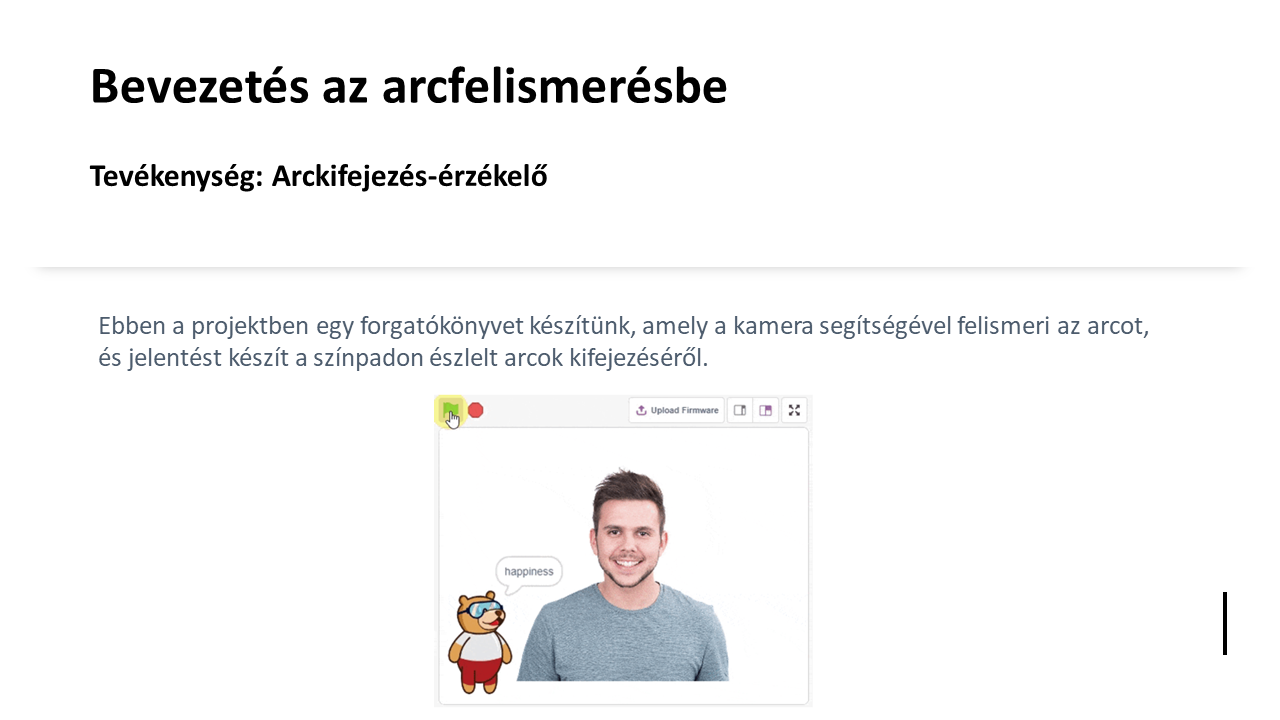 Bevezetés az arcfelismerésbe
Tevékenység: Arckifejezés-érzékelő
Ebben a projektben egy forgatókönyvet készítünk, amely a kamera segítségével felismeri az arcot,
és jelentést készít a színpadon észlelt arcok kifejezéséről.
Upload Firmware
happiness